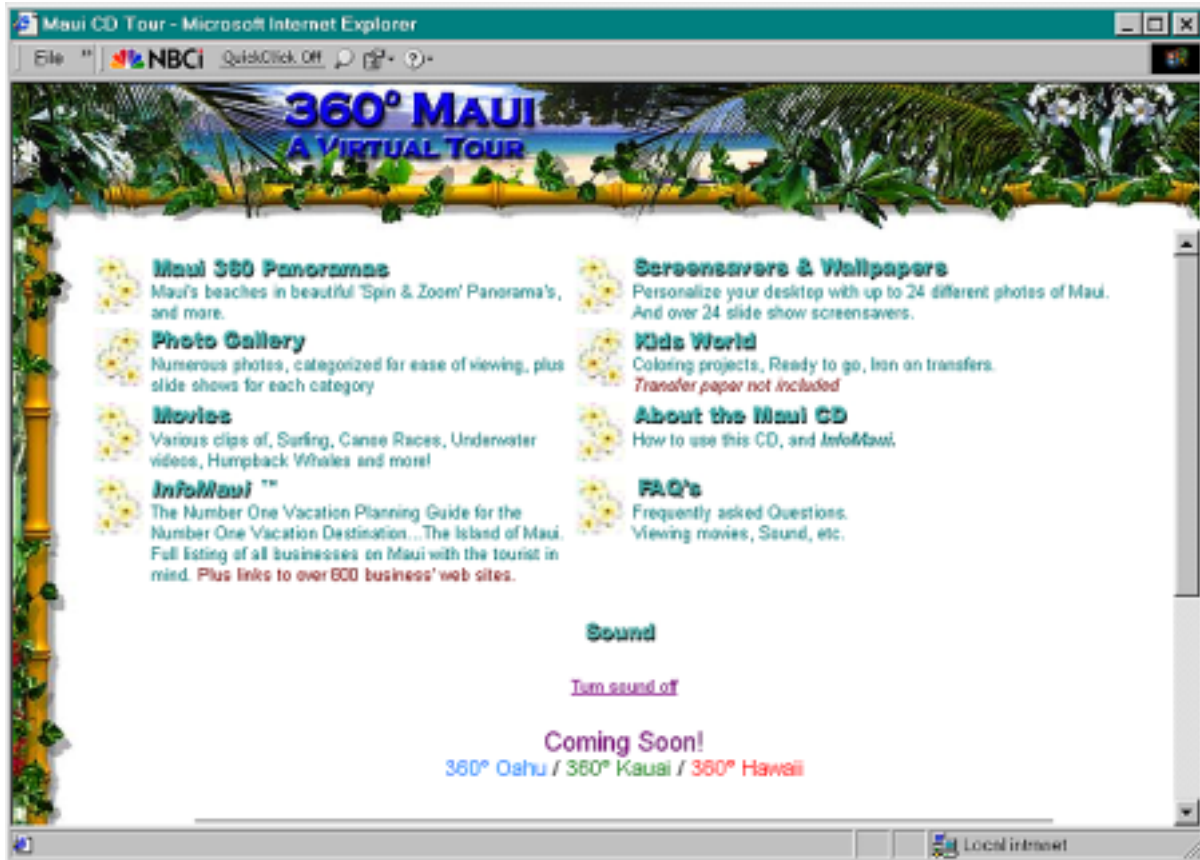 Maui CD Tour - Microsoft Internet Explorer
File » NBCi QuickClick Off
360° MAUI
A VIRTUAL TOUR
Maui 360 Panoramas
Maui's beaches in beautiful 'Spin & Zoom' Panorama's,
and more.
Photo Gallery
Numerous photos, categorized for ease of viewing, plus
slide shows for each category
Movies
Various clips of, Surfing, Canoe Races, Underwater
videos, Humpback Whales and more!
InfoMaui ™
The Number One Vacation Planning Guide for the
Number One Vacation Destination...The Island of Maui.
Full listing of all businesses on Maui with the tourist in
mind. Plus links to over 600 business' web sites.
Screensavers & Wallpapers
Personalize your desktop with up to 24 different photos of Maui.
And over 24 slide show screensavers.
Kids World
Coloring projects, Ready to go, Iron on transfers.
Transfer paper not included
About the Maui CD
How to use this CD, and InfoMaui.
FAQ's
Frequently asked Questions.
Viewing movies, Sound, etc.
Sound
Turn sound off
Coming Soon!
360° Oahu / 360° Kauai / 360° Hawaii
Local intranet